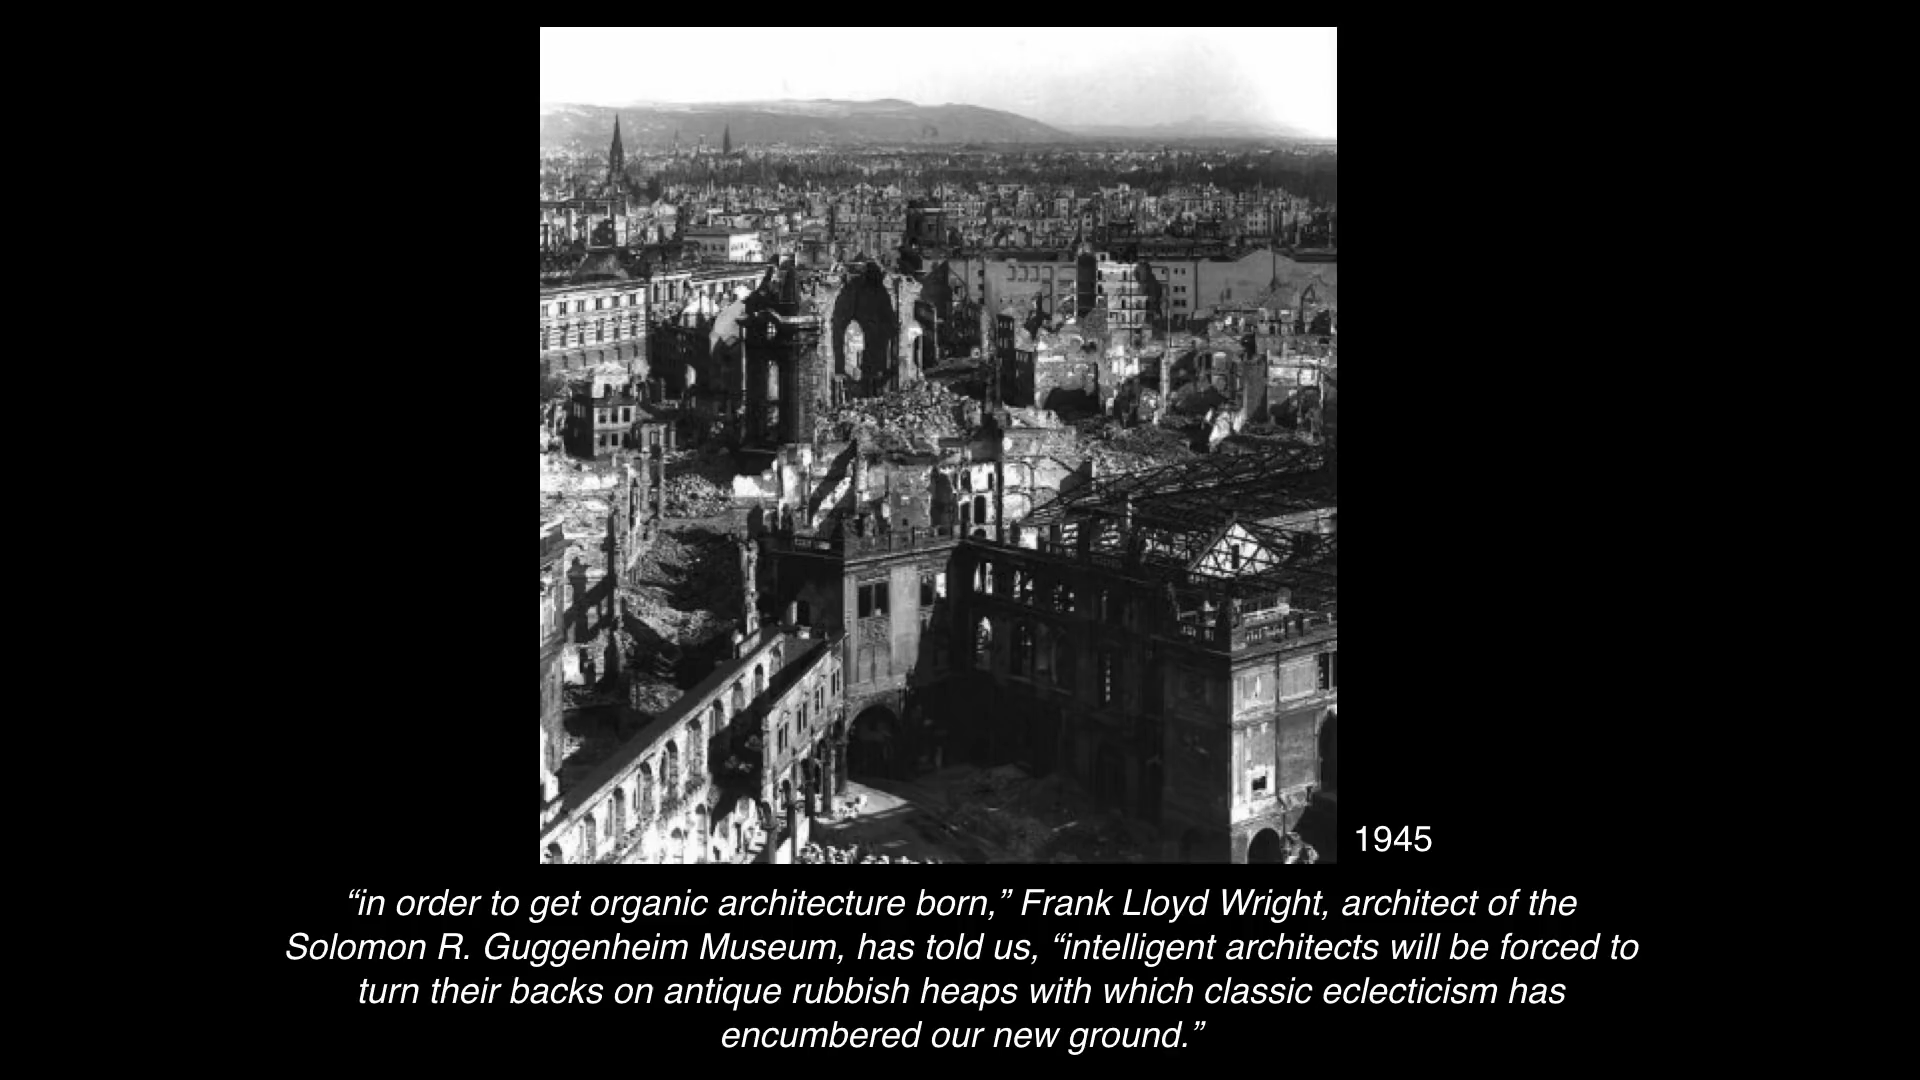 1945
“in order to get organic architecture born,” Frank Lloyd Wright, architect of the
Solomon R. Guggenheim Museum, has told us, “intelligent architects will be forced to
turn their backs on antique rubbish heaps with which classic eclecticism has
encumbered our new ground.”